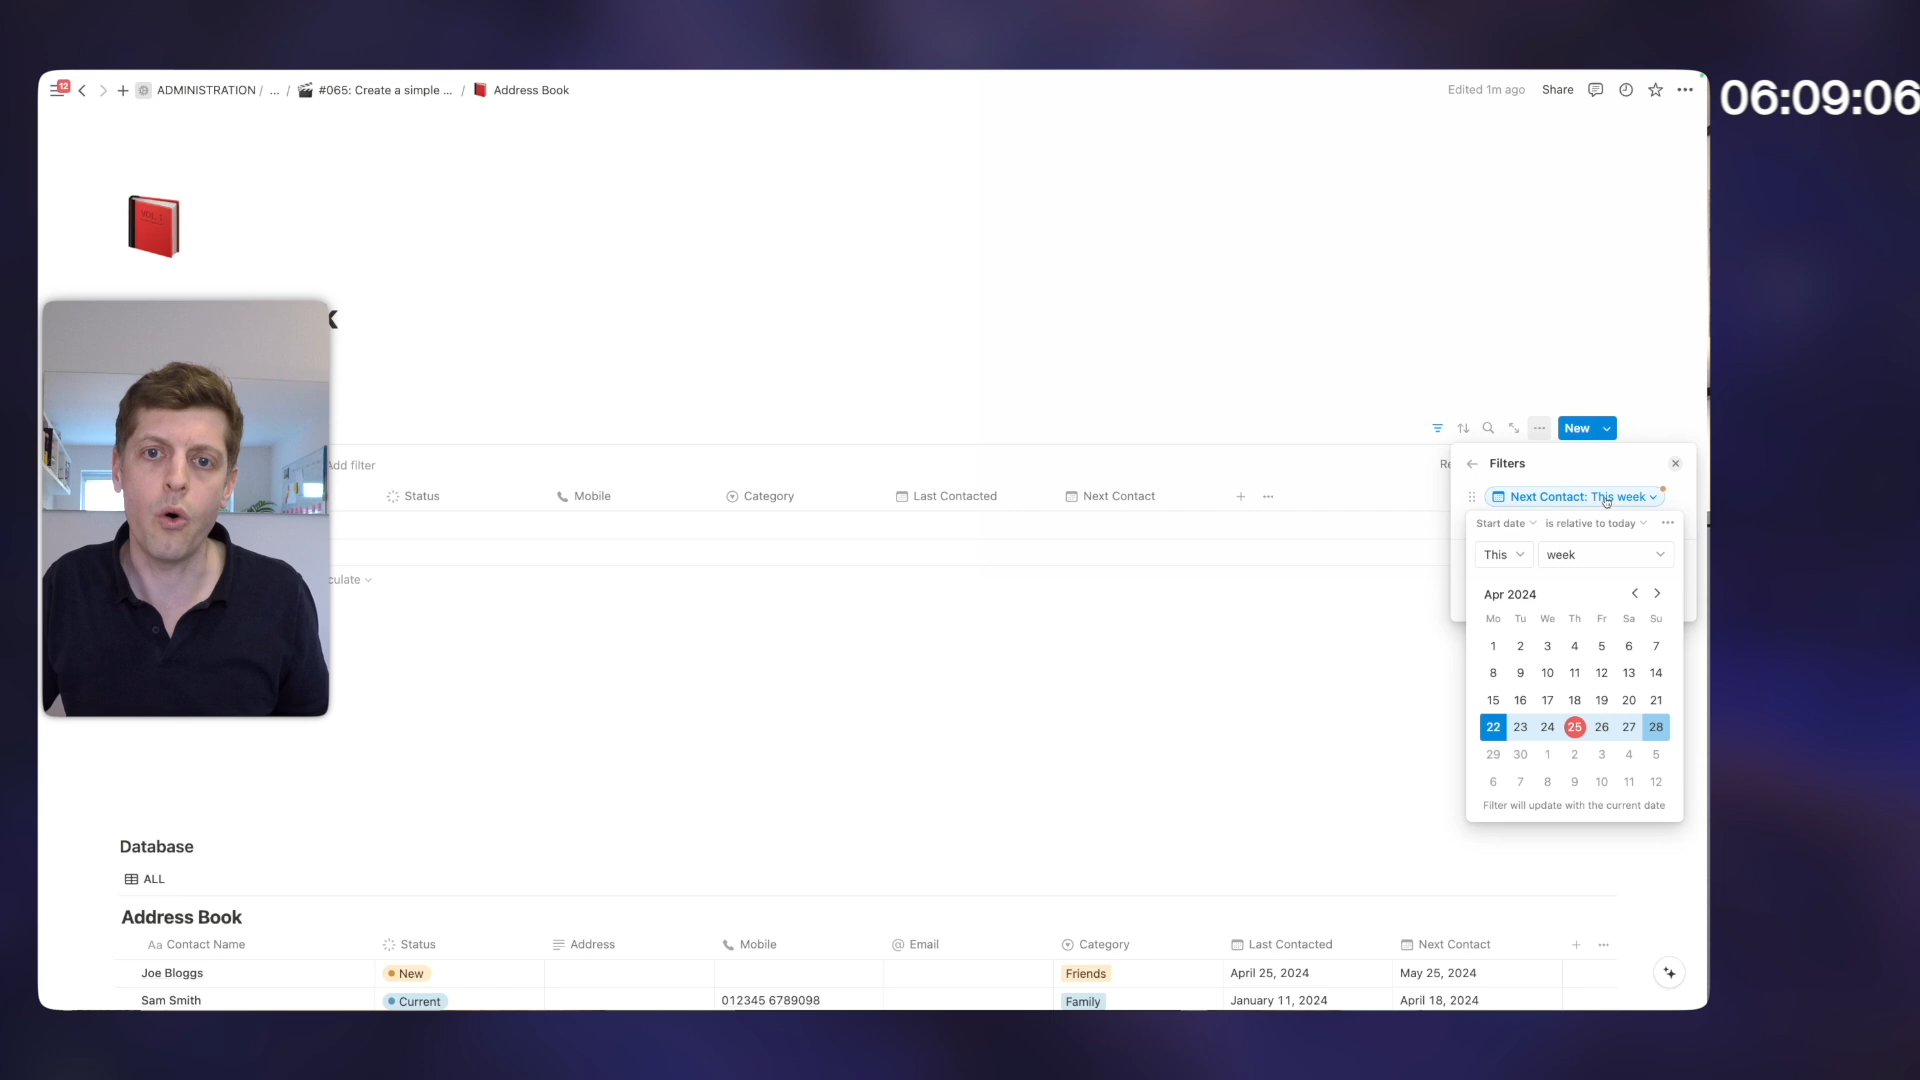 12
ADMINISTRATION / ... / #065: Create a simple ... / Address Book
Edited 1m ago Share
06:09:06
VOL. I
k
New
Add filter
Re
Filters
Status Mobile Category Last Contacted Next Contact
Next Contact: This week
Start date is relative to today
This week
culate
Apr 2024
Mo Tu We Th Fr Sa Su
1 2 3 4 5 6 7
8 9 10 11 12 13 14
15 16 17 18 19 20 21
22 23 24 25 26 27 28
29 30 1 2 3 4 5
6 7 8 9 10 11 12
Filter will update with the current date
Database
ALL
Address Book
Aa Contact Name Status Address Mobile @ Email Category Last Contacted Next Contact
Joe Bloggs New Friends April 25, 2024 May 25, 2024
Sam Smith Current 012345 6789098 Family January 11, 2024 April 18, 2024